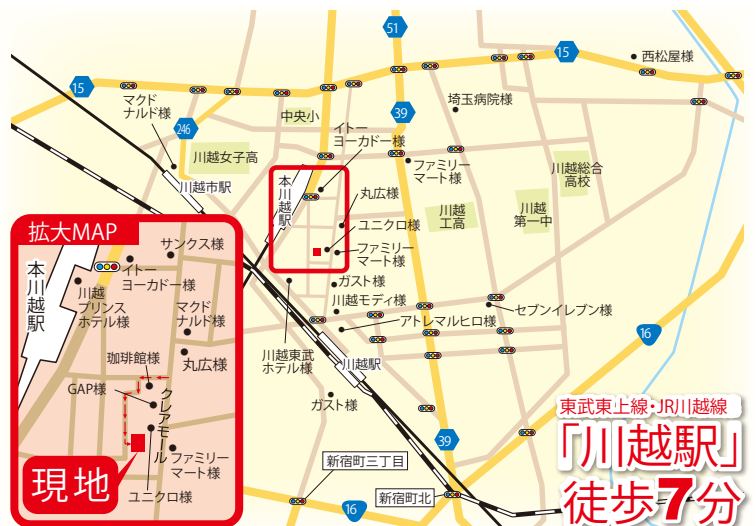 51
15
西松屋様
15
マクド
ナルド様
中央小
39
埼玉病院様
246
イトー
ヨーカドー様
川越女子高
ファミリー
マート様
川越総合
高校
川越市駅
本川越駅
丸広様
川越
工高
川越
第一中
ユニクロ様
ファミリー
マート様
ガスト様
川越モディ様
アトレマルヒロ様
セブンイレブン様
16
川越東武
ホテル様
川越駅
ガスト様
39
新宿町三丁目
新宿町北
16
拡大MAP
サンクス様
本川越駅
イトー
ヨーカドー様
川越
プリンス
ホテル様
マクド
ナルド様
珈琲館様
丸広様
GAP様
クレアモール
ファミリー
マート様
現地
ユニクロ様
東武東上線・JR川越線
「川越駅」
徒歩7分